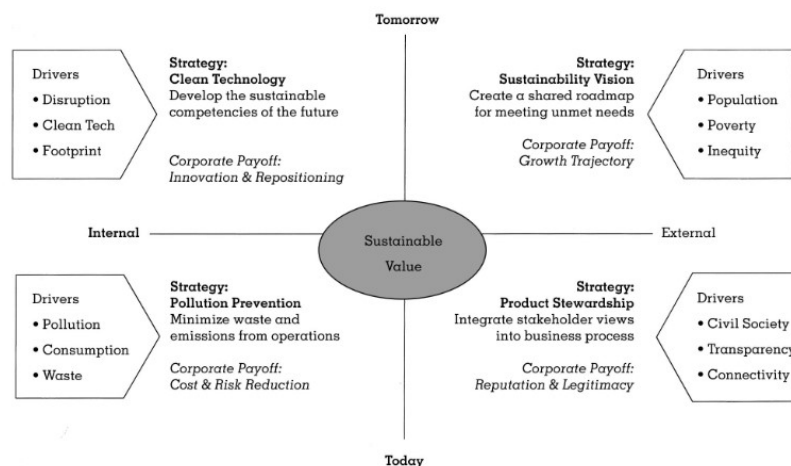 Tomorrow
Drivers
• Disruption
• Clean Tech
• Footprint
Strategy:
Clean Technology
Develop the sustainable
competencies of the future
Corporate Payoff:
Innovation & Repositioning
Strategy:
Sustainability Vision
Create a shared roadmap
for meeting unmet needs
Corporate Payoff:
Growth Trajectory
Drivers
• Population
• Poverty
• Inequity
Internal
Sustainable
Value
External
Drivers
• Pollution
• Consumption
• Waste
Strategy:
Pollution Prevention
Minimize waste and
emissions from operations
Corporate Payoff:
Cost & Risk Reduction
Strategy:
Product Stewardship
Integrate stakeholder views
into business process
Corporate Payoff:
Reputation & Legitimacy
Drivers
• Civil Society
• Transparency
• Connectivity
Today